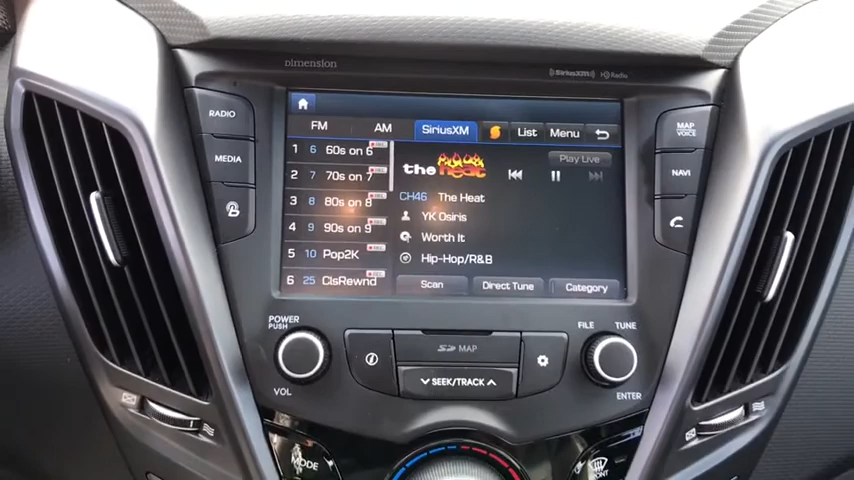 Dimension
SiriusXM HD Radio
RADIO
MEDIA
FM AM SiriusXM List Menu
1 6 60s on 6
2 7 70s on 7
3 8 80s on 8
4 9 90s on 9
5 10 Pop2K
6 25 ClsRewnd
the heat
Play Live
CH46 The Heat
YK Osiris
Worth It
Hip-Hop/R&B
Scan Direct Tune Category
MAP VOICE
NAVI
POWER
PUSH
VOL
SD MAP
SEEK/TRACK
FILE TUNE
ENTER
MODE
FRONT